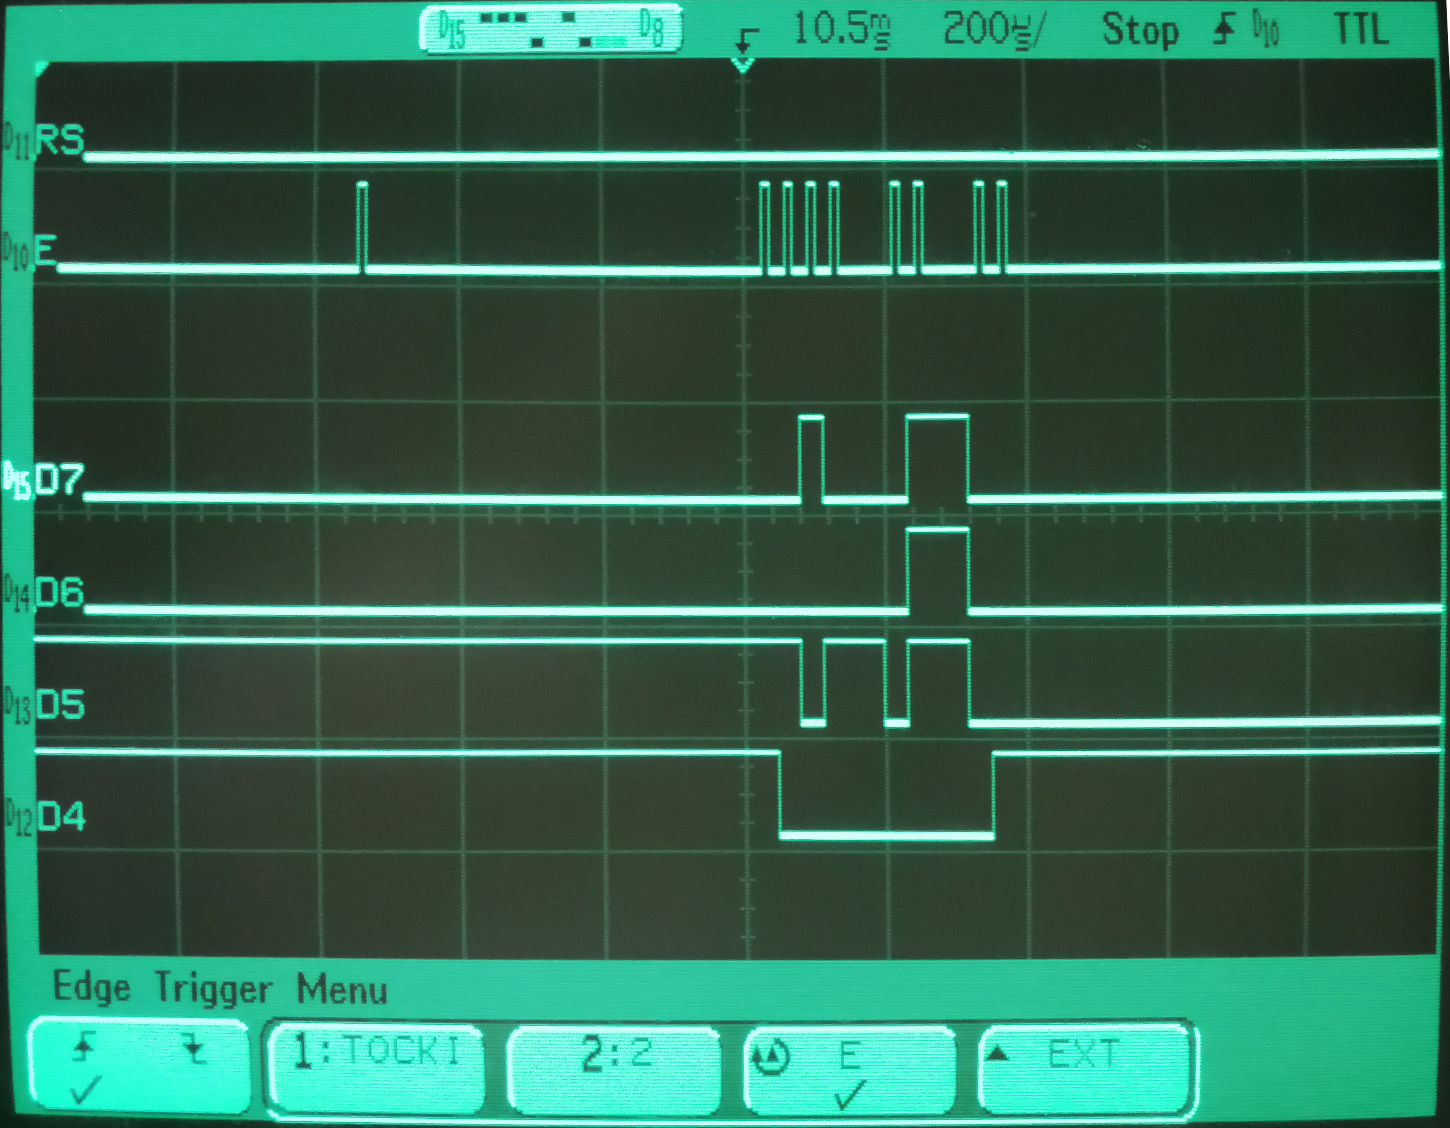 D15 D8 10.5ms 200µs/ Stop D10 TTL
D11 RS
D10 E
D15 D7
D14 D6
D13 D5
D12 D4
Edge Trigger Menu
1:TOCKI 2:2 E EXT